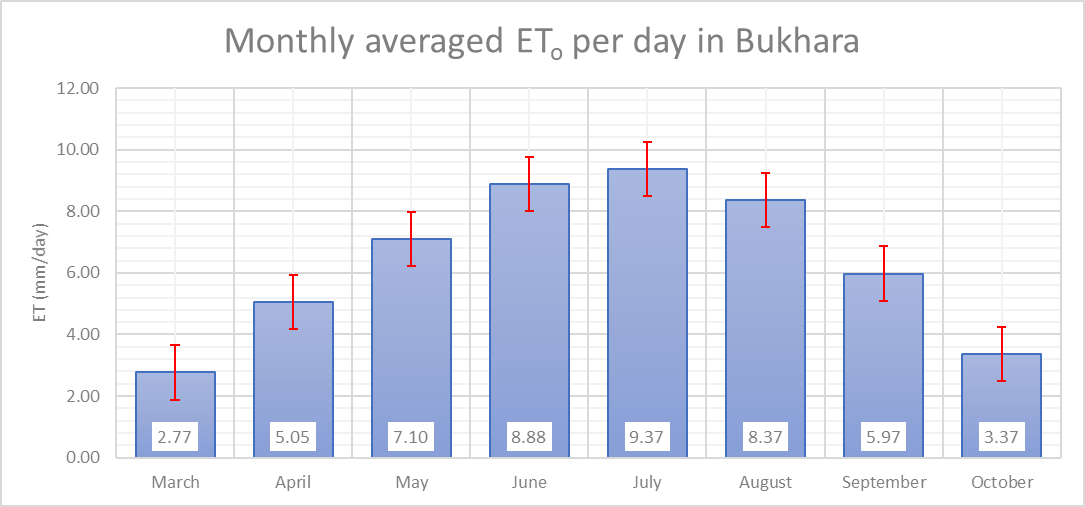 Monthly averaged ETo per day in Bukhara
12.00
10.00
8.00
6.00
4.00
2.00
0.00
ET (mm/day)
2.77 5.05 7.10 8.88 9.37 8.37 5.97 3.37
March April May June July August September October